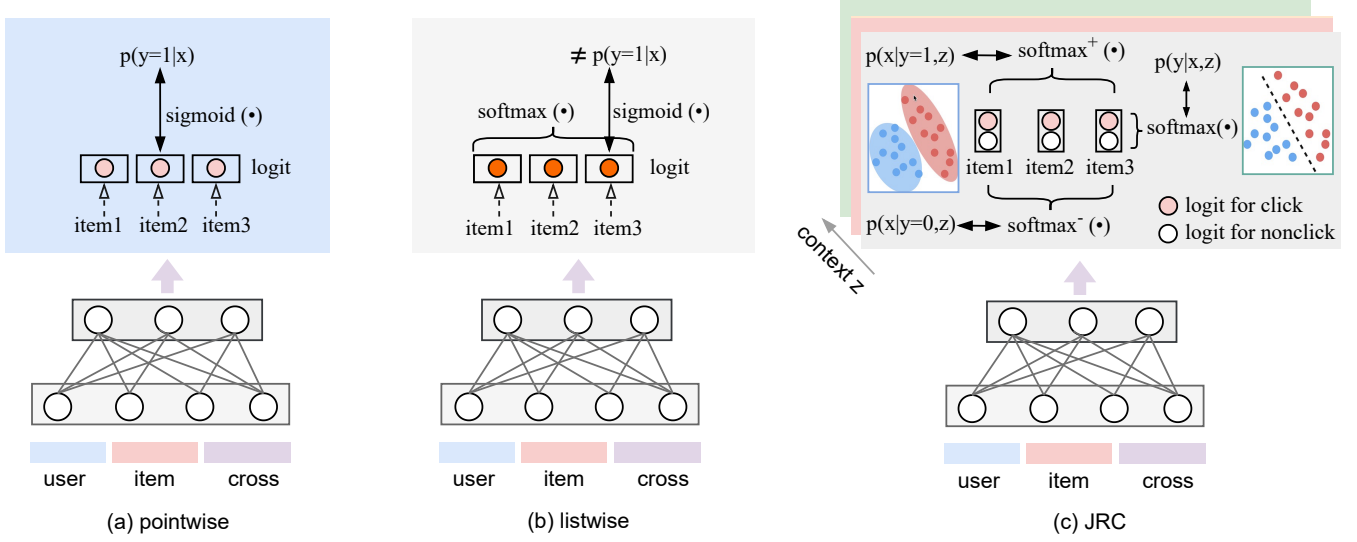 p(y=1|x)
sigmoid (•)
logit
item1 item2 item3
user item cross
(a) pointwise
≠ p(y=1|x)
softmax (•) sigmoid (•)
logit
item1 item2 item3
user item cross
(b) listwise
p(x|y=1,z) softmax⁺ (•)
p(y|x,z)
softmax(•)
item1 item2 item3
p(x|y=0,z) softmax⁻ (•)
logit for click
logit for nonclick
context z
user item cross
(c) JRC